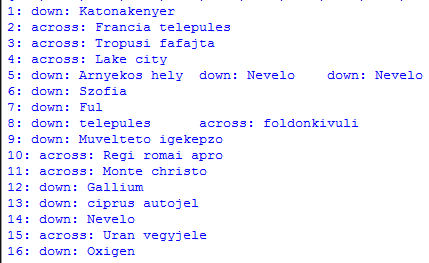 1: down: Katonakenyer
2: across: Francia telepules
3: across: Tropusi fafajta
4: across: Lake city
5: down: Arnyekos hely down: Nevelo down: Nevelo
6: down: Szofia
7: down: Ful
8: down: telepules across: foldonkivuli
9: down: Muvelteto igekepzo
10: across: Regi romai apro
11: across: Monte christo
12: down: Gallium
13: down: ciprus autojel
14: down: Nevelo
15: across: Uran vegyjele
16: down: Oxigen